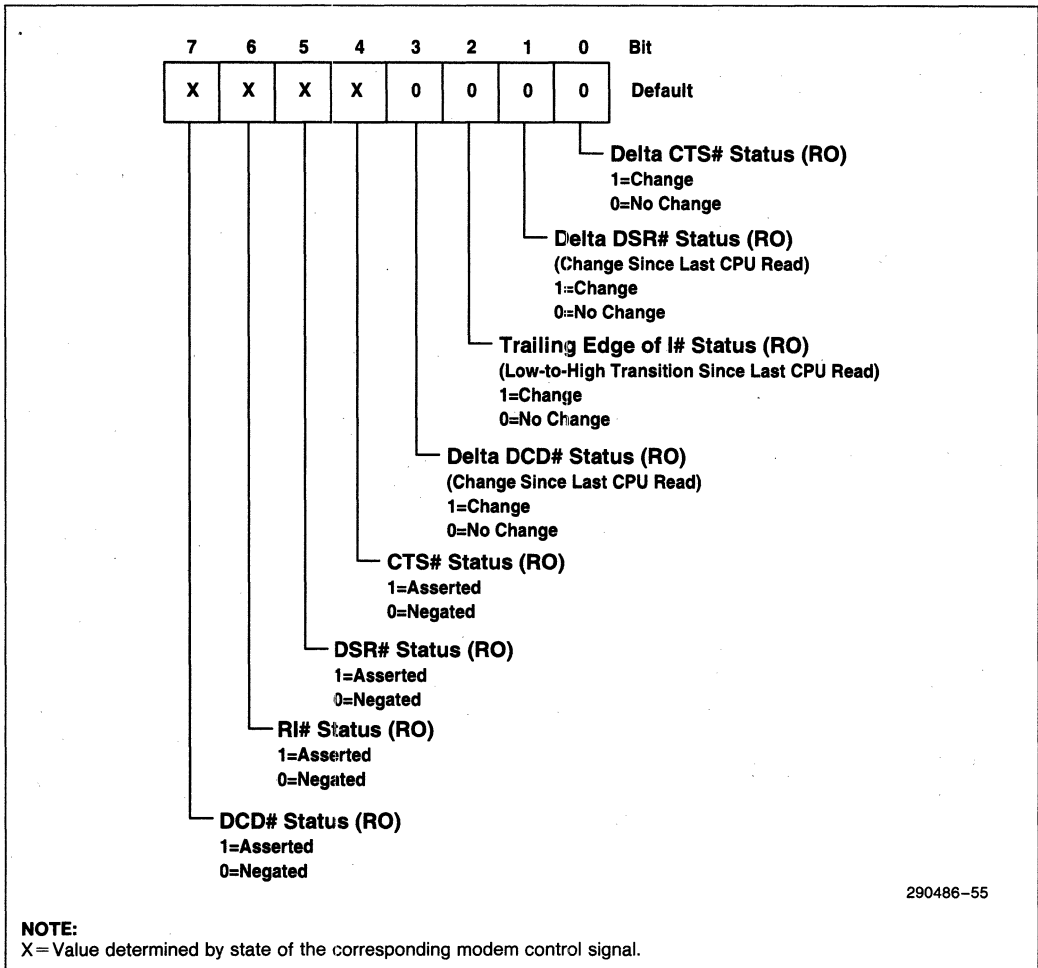 7 6 5 4 3 2 1 0 Bit
X X X X 0 0 0 0 Default
Delta CTS# Status (RO)
1=Change
0=No Change
Delta DSR# Status (RO)
(Change Since Last CPU Read)
1=Change
0=No Change
Trailing Edge of I# Status (RO)
(Low-to-High Transition Since Last CPU Read)
1=Change
0=No Change
Delta DCD# Status (RO)
(Change Since Last CPU Read)
1=Change
0=No Change
CTS# Status (RO)
1=Asserted
0=Negated
DSR# Status (RO)
1=Asserted
0=Negated
RI# Status (RO)
1=Asserted
0=Negated
DCD# Status (RO)
1=Asserted
0=Negated
290486–55
NOTE:
X=Value determined by state of the corresponding modem control signal.